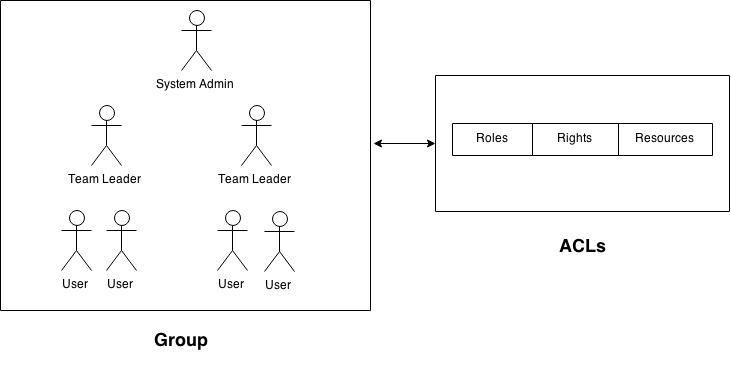 System Admin
Team Leader
Team Leader
User
User
User
User
Group
Roles
Rights
Resources
ACLs